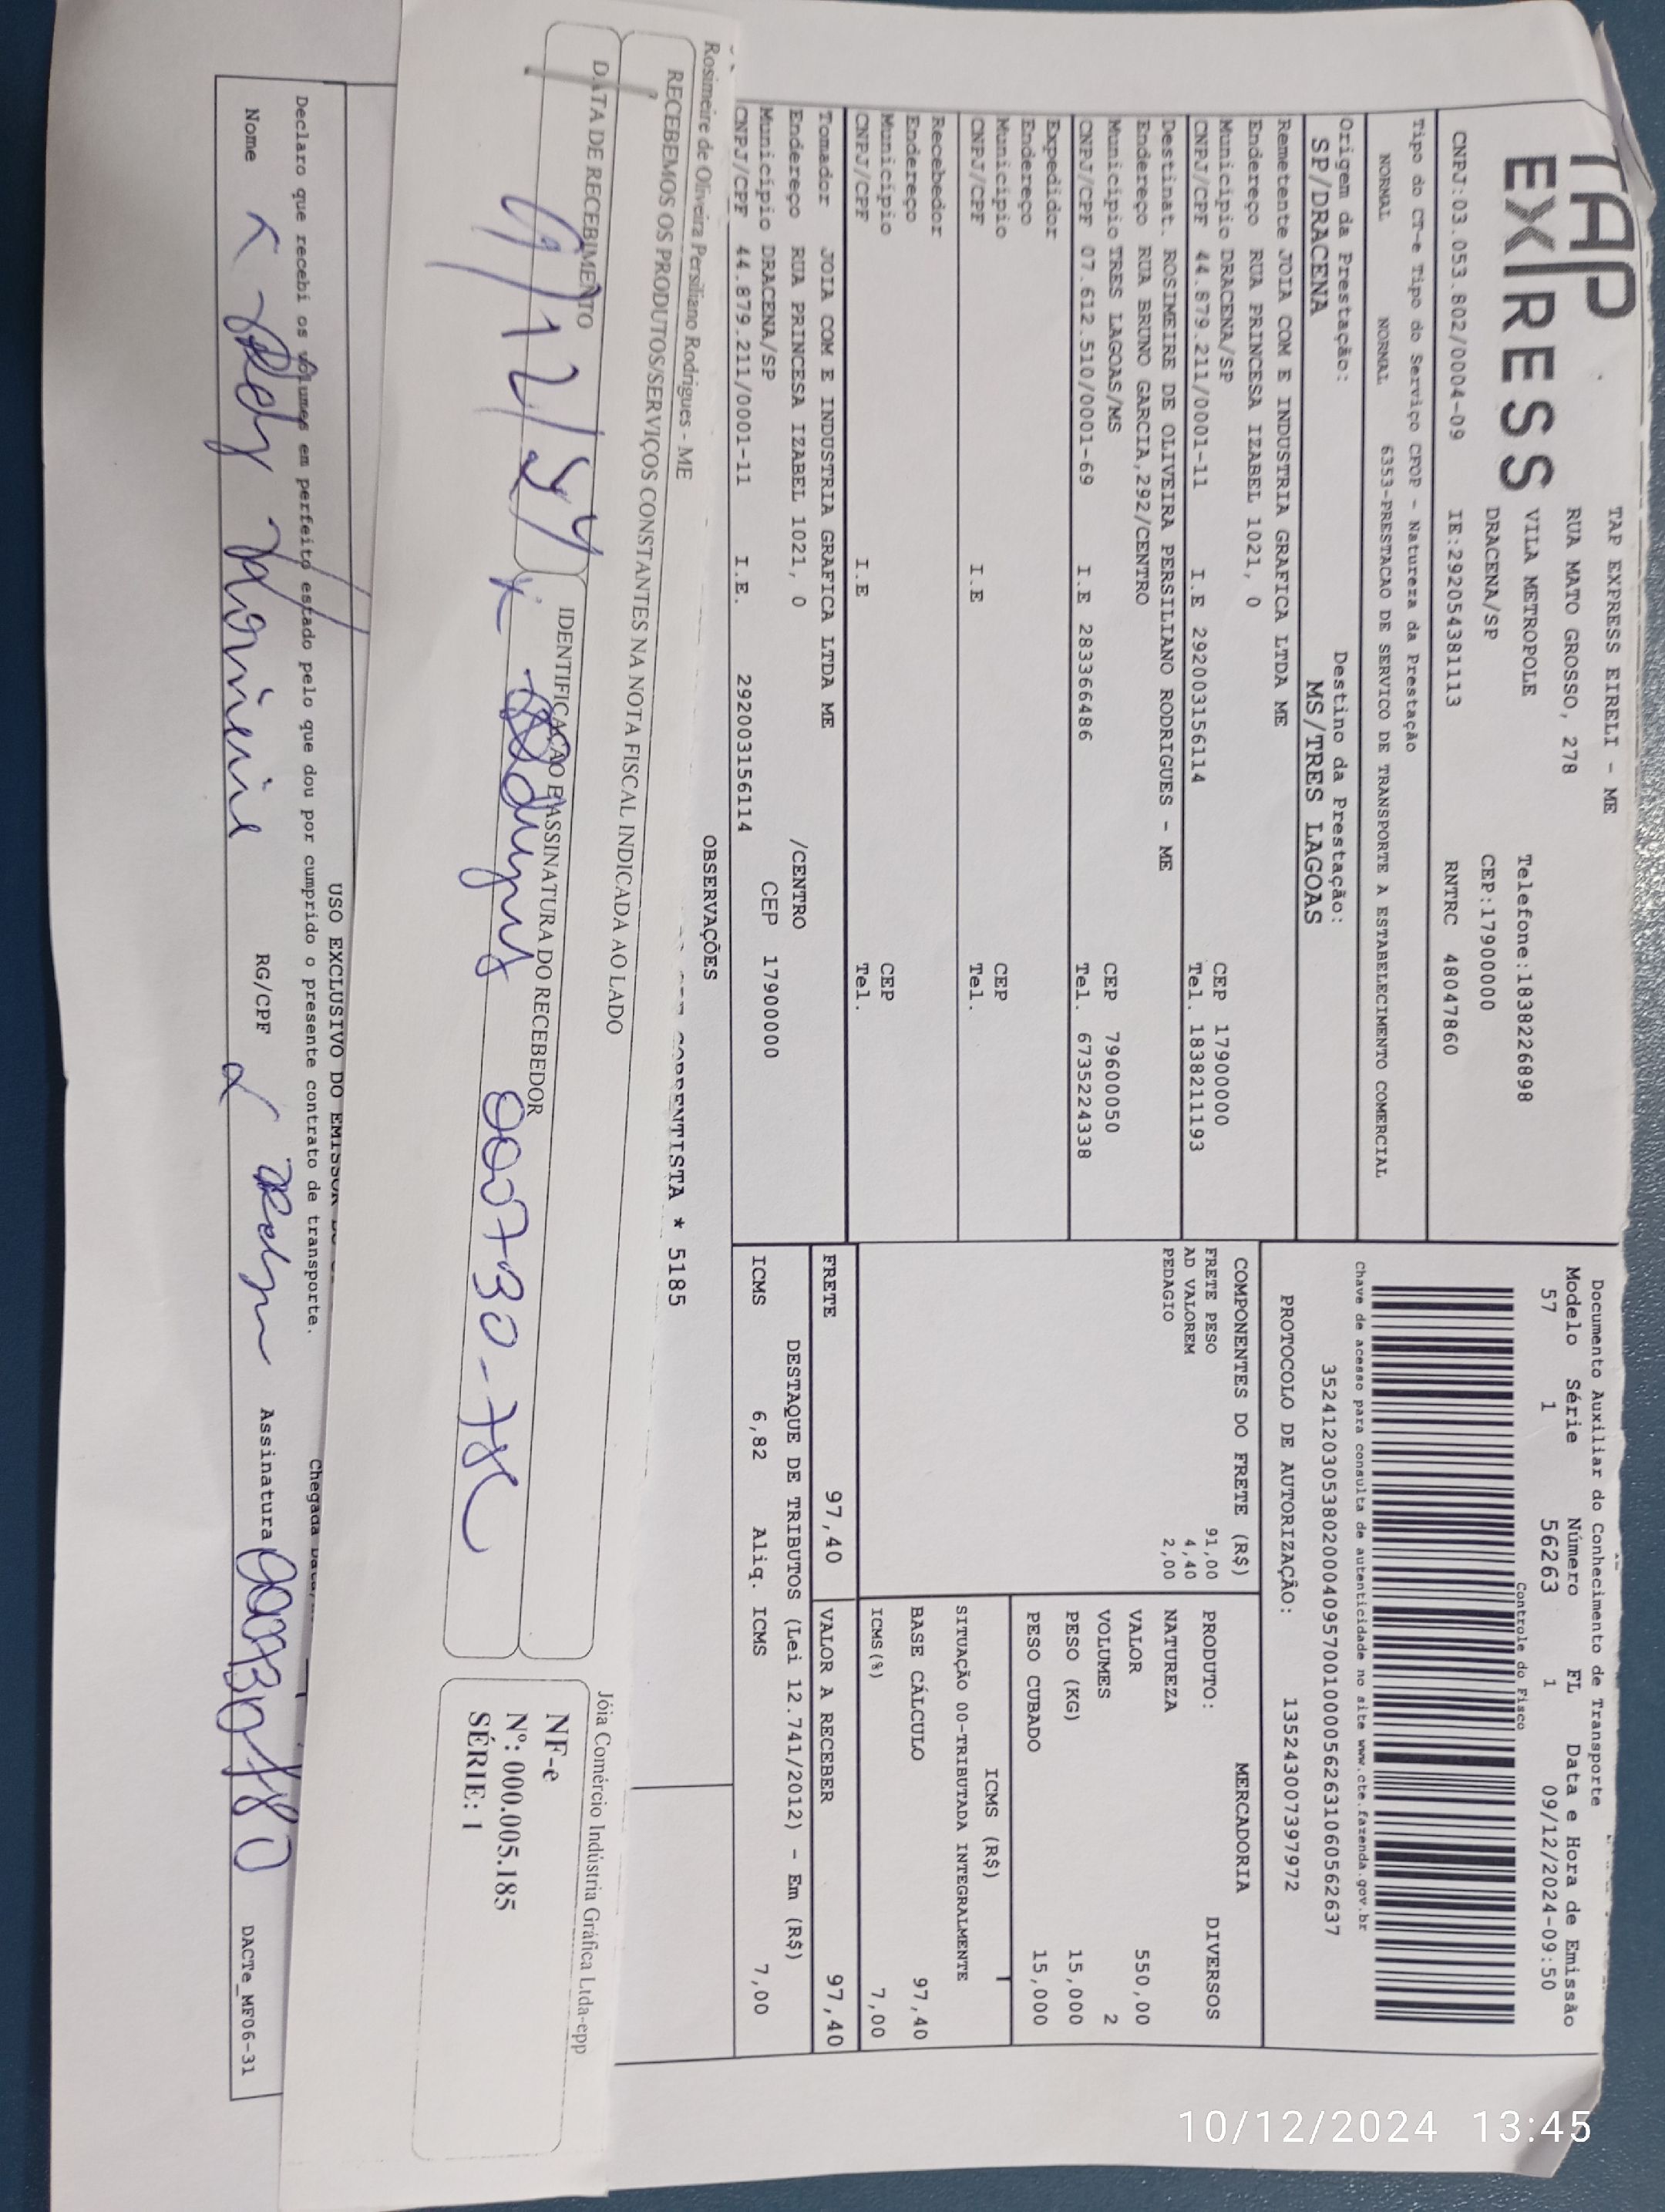 TAP
EXPRESS
TAP EXPRESS EIRELI - ME
RUA MATO GROSSO, 278
VILA METROPOLE
DRACENA/SP
Telefone:1838226898
CEP:17900000
CNPJ:03.053.802/0004-09 IE:292054381113 RNTRC 48047860
Tipo do CT-e Tipo do Serviço CFOP - Natureza da Prestação
NORMAL NORMAL 6353-PRESTACAO DE SERVICO DE TRANSPORTE A ESTABELECIMENTO COMERCIAL
Origem da Prestação: Destino da Prestação:
SP/DRACENA MS/TRES LAGOAS
Remetente JOIA COM E INDUSTRIA GRAFICA LTDA ME
Endereço RUA PRINCESA IZABEL 1021, 0
Município DRACENA/SP CEP 17900000
CNPJ/CPF 44.879.211/0001-11 I.E 292003156114 Tel. 1838211193
Destinat. ROSIMEIRE DE OLIVEIRA PERSILIANO RODRIGUES - ME
Endereço RUA BRUNO GARCIA,292/CENTRO
Município TRES LAGOAS/MS CEP 79600050
CNPJ/CPF 07.612.510/0001-69 I.E 283366486 Tel. 6735224338
Expedidor
Endereço
Município CEP
CNPJ/CPF I.E Tel.
Recebedor
Endereço
Município CEP
CNPJ/CPF I.E Tel.
Tomador JOIA COM E INDUSTRIA GRAFICA LTDA ME
Endereço RUA PRINCESA IZABEL 1021, 0 /CENTRO
Município DRACENA/SP CEP 17900000
CNPJ/CPF 44.879.211/0001-11 I.E. 292003156114
Documento Auxiliar do Conhecimento de Transporte
Modelo Série Número FL Data e Hora de Emissão
57 1 56263 1 09/12/2024-09:50
Controle do Fisco
Chave de acesso para consulta de autenticidade no site www.cte.fazenda.gov.br
35241203053802000409570010000562631060562637
PROTOCOLO DE AUTORIZAÇÃO: 135243007397972
COMPONENTES DO FRETE (R$)
FRETE PESO 91,00
AD VALOREM 4,40
PEDAGIO 2,00
MERCADORIA
PRODUTO: DIVERSOS
NATUREZA
VALOR 550,00
VOLUMES 2
PESO (KG) 15,000
PESO CUBADO 15,000
ICMS (R$)
SITUAÇÃO 00-TRIBUTADA INTEGRALMENTE
BASE CÁLCULO 97,40
ICMS(%) 7,00
FRETE 97,40 VALOR A RECEBER 97,40
DESTAQUE DE TRIBUTOS (Lei 12.741/2012) - Em (R$)
ICMS 6,82 Aliq. ICMS 7,00
OBSERVAÇÕES
CORRENTISTA * 5185
Rosimeire de Oliveira Persiliano Rodrigues - ME
RECEBEMOS OS PRODUTOS/SERVIÇOS CONSTANTES NA NOTA FISCAL INDICADA AO LADO
DATA DE RECEBIMENTO IDENTIFICAÇÃO E ASSINATURA DO RECEBEDOR
Jóia Comércio Indústria Gráfica Ltda-epp
NF-e
Nº: 000.005.185
SÉRIE: 1
USO EXCLUSIVO DO EMISSOR
Chegada
Declaro que recebi os volumes em perfeito estado pelo que dou por cumprido o presente contrato de transporte.
Nome RG/CPF Assinatura
DACTe_MF06-31
10/12/2024 13:45